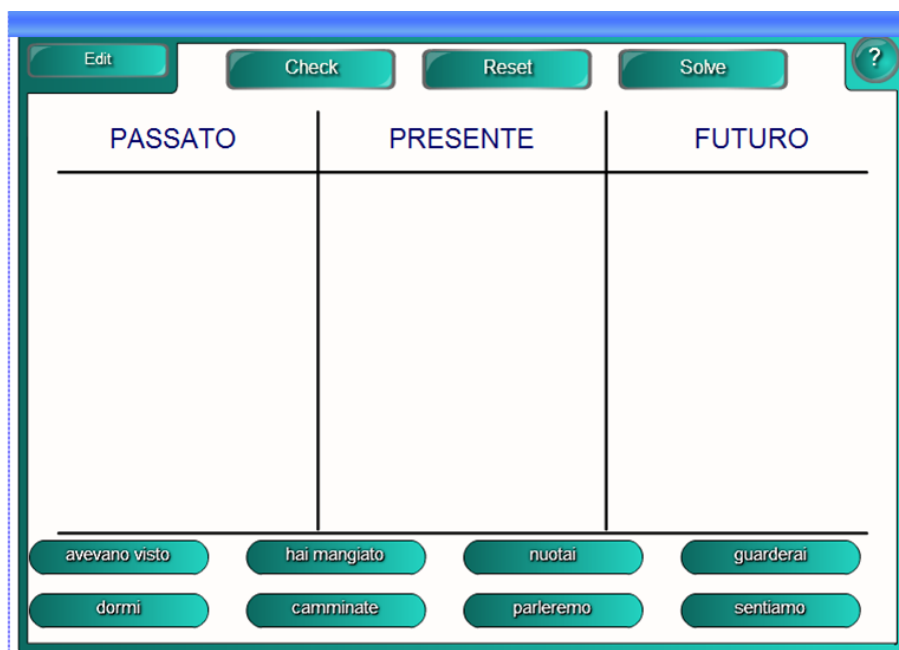 Edit
Check Reset Solve ?
PASSATO PRESENTE FUTURO
avevano visto hai mangiato nuotai guarderai
dormi camminate parleremo sentiamo